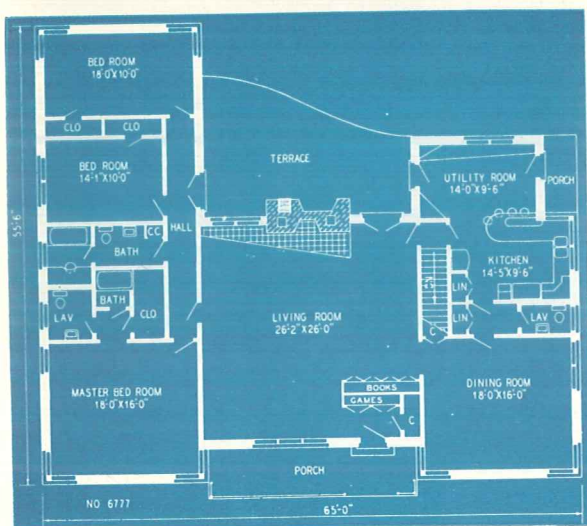 BED ROOM
18'-0"X10'-0"
CLO
CLO
BED ROOM
14'-1"X10'-0"
TERRACE
UTILITY ROOM
14'-0"X9'-6"
PORCH
55'-6"
HALL
CC
BATH
KITCHEN
14'-5"X9'-6"
BATH
CLO
LAV
LIVING ROOM
26'-2"X26'-0"
LIN
LIN
LAV
C
MASTER BED ROOM
18'-0"X16'-0"
BOOKS
GAMES
C
DINING ROOM
18'-0"X16'-0"
PORCH
NO 6777
65'-0"